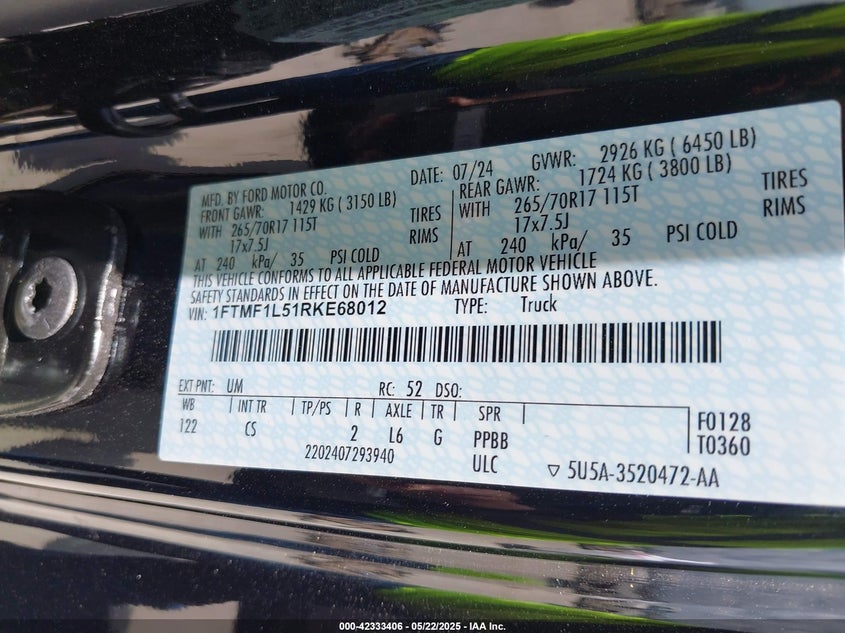 MFD. BY FORD MOTOR CO. DATE: 07/24 GVWR: 2926 KG ( 6450 LB)
FRONT GAWR: 1429 KG ( 3150 LB) REAR GAWR: 1724 KG ( 3800 LB)
WITH 265/70R17 115T TIRES WITH 265/70R17 115T TIRES
17x7.5J RIMS 17x7.5J RIMS
AT 240 kPa/ 35 PSI COLD AT 240 kPa/ 35 PSI COLD
THIS VEHICLE CONFORMS TO ALL APPLICABLE FEDERAL MOTOR VEHICLE
SAFETY STANDARDS IN EFFECT ON THE DATE OF MANUFACTURE SHOWN ABOVE.
VIN: 1FTMF1L51RKE68012 TYPE: Truck
EXT PNT: UM RC: 52 DSO:
WB INT TR TP/PS R AXLE TR SPR
122 CS 2 L6 G PPBB F0128
2202407293940 ULC T0360
5U5A-3520472-AA
000-42333406 - 05/22/2025 - IAA Inc.